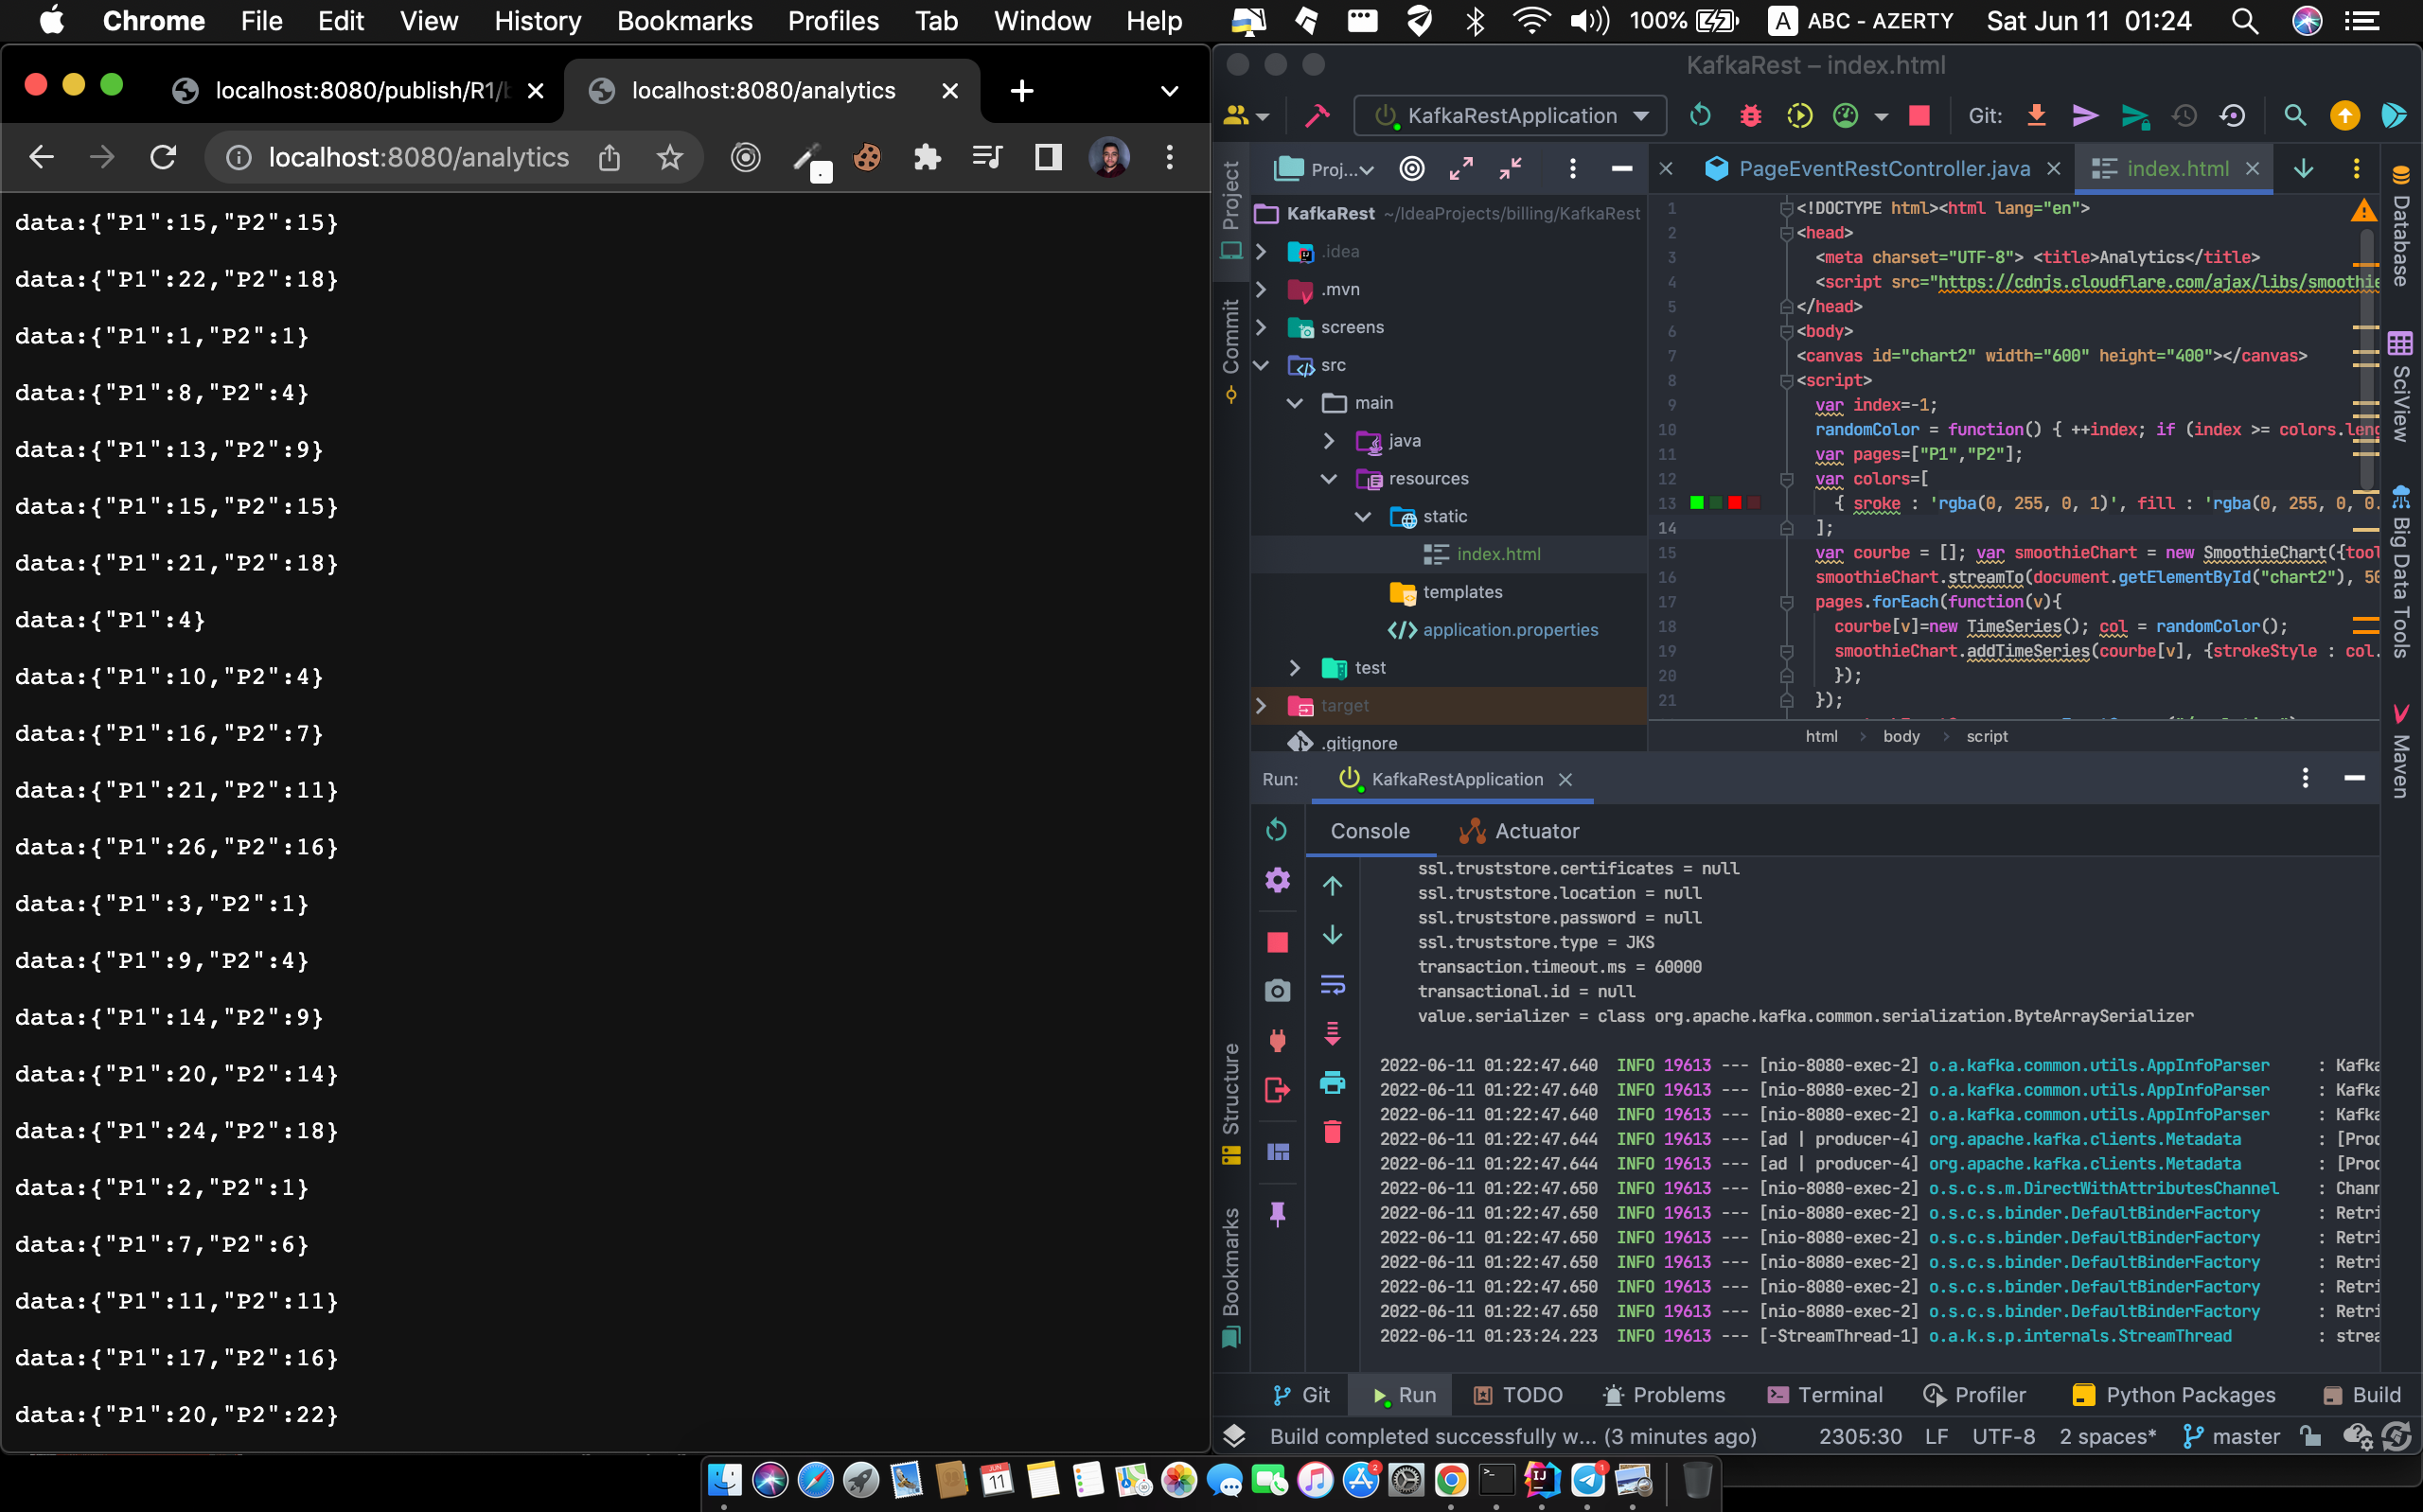 Chrome File Edit View History Bookmarks Profiles Tab Window Help 100% A ABC - AZERTY Sat Jun 11 01:24
localhost:8080/publish/R1/b
localhost:8080/analytics
localhost:8080/analytics
data:{"P1":15,"P2":15}
data:{"P1":22,"P2":18}
data:{"P1":1,"P2":1}
data:{"P1":8,"P2":4}
data:{"P1":13,"P2":9}
data:{"P1":15,"P2":15}
data:{"P1":21,"P2":18}
data:{"P1":4}
data:{"P1":10,"P2":4}
data:{"P1":16,"P2":7}
data:{"P1":21,"P2":11}
data:{"P1":26,"P2":16}
data:{"P1":3,"P2":1}
data:{"P1":9,"P2":4}
data:{"P1":14,"P2":9}
data:{"P1":20,"P2":14}
data:{"P1":24,"P2":18}
data:{"P1":2,"P2":1}
data:{"P1":7,"P2":6}
data:{"P1":11,"P2":11}
data:{"P1":17,"P2":16}
data:{"P1":20,"P2":22}
KafkaRest – index.html
KafkaRestApplication
Git:
Project
Commit
Structure
Bookmarks
Proj...
KafkaRest ~/IdeaProjects/billing/KafkaRest
.idea
.mvn
screens
src
main
java
resources
static
index.html
templates
application.properties
test
target
.gitignore
PageEventRestController.java
index.html
1 <!DOCTYPE html><html lang="en">
2 <head>
3 <meta charset="UTF-8"> <title>Analytics</title>
4 <script src="https://cdnjs.cloudflare.com/ajax/libs/smoothie
5 </head>
6 <body>
7 <canvas id="chart2" width="600" height="400"></canvas>
8 <script>
9 var index=-1;
10 randomColor = function() { ++index; if (index >= colors.leng
11 var pages=["P1","P2"];
12 var colors=[
13 { sroke : 'rgba(0, 255, 0, 1)', fill : 'rgba(0, 255, 0, 0.
14 ];
15 var courbe = []; var smoothieChart = new SmoothieChart({tool
16 smoothieChart.streamTo(document.getElementById("chart2"), 50
17 pages.forEach(function(v){
18 courbe[v]=new TimeSeries(); col = randomColor();
19 smoothieChart.addTimeSeries(courbe[v], {strokeStyle : col.
20 });
21 });
html body script
Database
SciView
Big Data Tools
Maven
Run: KafkaRestApplication
Console Actuator
ssl.truststore.certificates = null
ssl.truststore.location = null
ssl.truststore.password = null
ssl.truststore.type = JKS
transaction.timeout.ms = 60000
transactional.id = null
value.serializer = class org.apache.kafka.common.serialization.ByteArraySerializer
2022-06-11 01:22:47.640 INFO 19613 --- [nio-8080-exec-2] o.a.kafka.common.utils.AppInfoParser : Kafka
2022-06-11 01:22:47.640 INFO 19613 --- [nio-8080-exec-2] o.a.kafka.common.utils.AppInfoParser : Kafka
2022-06-11 01:22:47.640 INFO 19613 --- [nio-8080-exec-2] o.a.kafka.common.utils.AppInfoParser : Kafka
2022-06-11 01:22:47.644 INFO 19613 --- [ad | producer-4] org.apache.kafka.clients.Metadata : [Prod
2022-06-11 01:22:47.644 INFO 19613 --- [ad | producer-4] org.apache.kafka.clients.Metadata : [Prod
2022-06-11 01:22:47.650 INFO 19613 --- [nio-8080-exec-2] o.s.c.s.m.DirectWithAttributesChannel : Chann
2022-06-11 01:22:47.650 INFO 19613 --- [nio-8080-exec-2] o.s.c.s.binder.DefaultBinderFactory : Retri
2022-06-11 01:22:47.650 INFO 19613 --- [nio-8080-exec-2] o.s.c.s.binder.DefaultBinderFactory : Retri
2022-06-11 01:22:47.650 INFO 19613 --- [nio-8080-exec-2] o.s.c.s.binder.DefaultBinderFactory : Retri
2022-06-11 01:22:47.650 INFO 19613 --- [nio-8080-exec-2] o.s.c.s.binder.DefaultBinderFactory : Retri
2022-06-11 01:22:47.650 INFO 19613 --- [nio-8080-exec-2] o.s.c.s.binder.DefaultBinderFactory : Retri
2022-06-11 01:23:24.223 INFO 19613 --- [-StreamThread-1] o.a.k.s.p.internals.StreamThread : strea
Git Run TODO Problems Terminal Profiler Python Packages Build
Build completed successfully w... (3 minutes ago) 2305:30 LF UTF-8 2 spaces* master
JUN
11
2
1